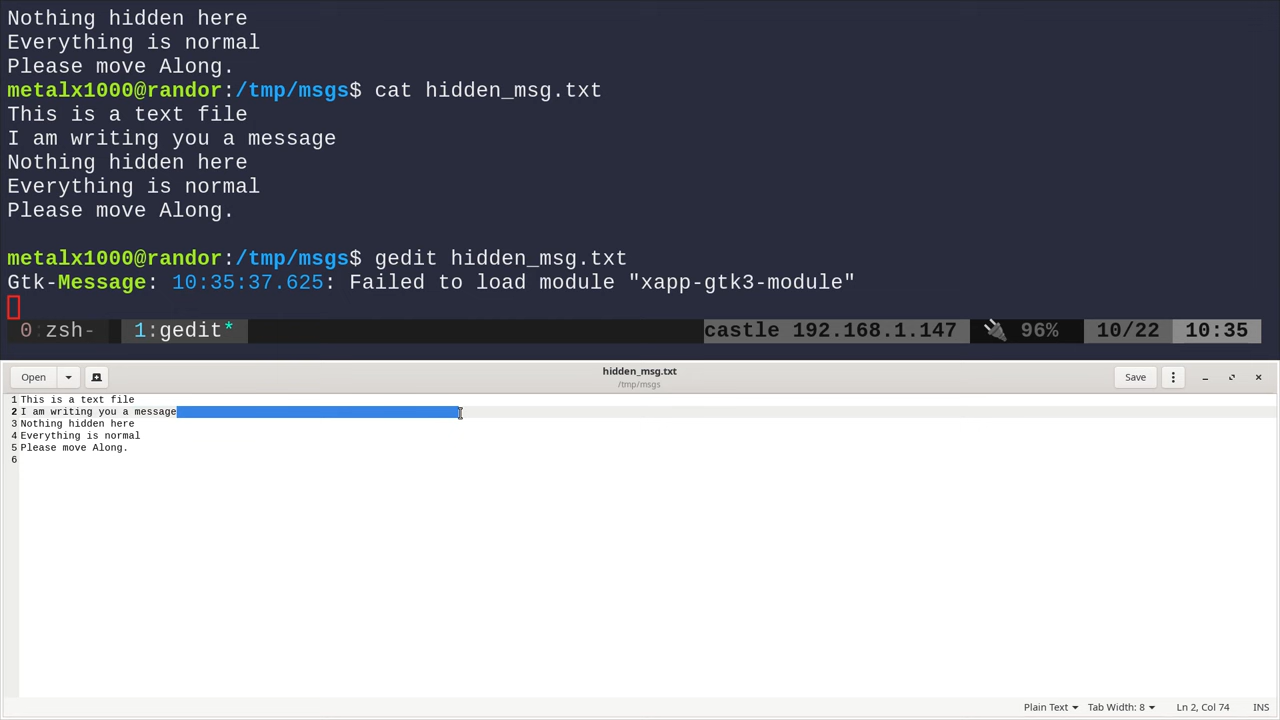 Nothing hidden here
Everything is normal
Please move Along.
metalx1000@randor:/tmp/msgs$ cat hidden_msg.txt
This is a text file
I am writing you a message
Nothing hidden here
Everything is normal
Please move Along.
metalx1000@randor:/tmp/msgs$ gedit hidden_msg.txt
Gtk-Message: 10:35:37.625: Failed to load module "xapp-gtk3-module"
0:zsh- 1:gedit* castle 192.168.1.147 96% 10/22 10:35
Open hidden_msg.txt Save
/tmp/msgs
1 This is a text file
2 I am writing you a message
3 Nothing hidden here
4 Everything is normal
5 Please move Along.
6
Plain Text Tab Width: 8 Ln 2, Col 74 INS